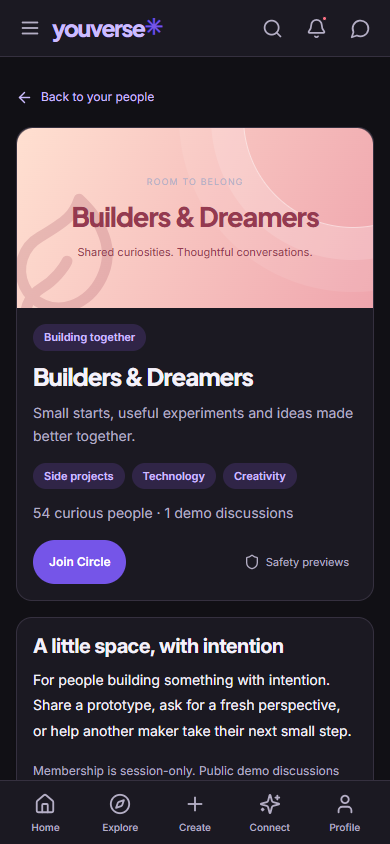 youverse
Back to your people
ROOM TO BELONG
Builders & Dreamers
Shared curiosities. Thoughtful conversations.
Building together
Builders & Dreamers
Small starts, useful experiments and ideas made
better together.
Side projects
Technology
Creativity
54 curious people · 1 demo discussions
Join Circle
Safety previews
A little space, with intention
For people building something with intention.
Share a prototype, ask for a fresh perspective,
or help another maker take their next small step.
Membership is session-only. Public demo discussions
Home
Explore
Create
Connect
Profile